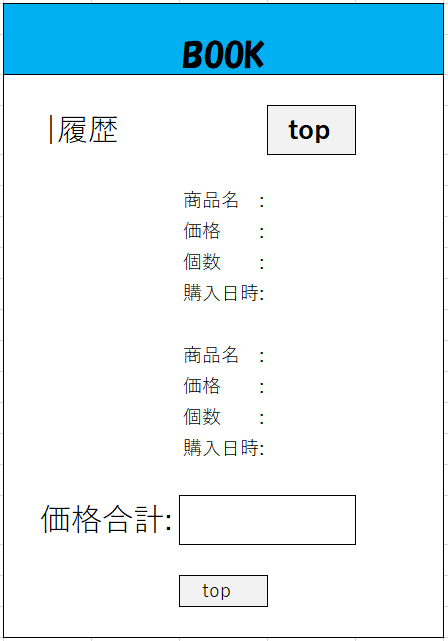 BOOK
|履歴
top
商品名 :
価格 :
個数 :
購入日時:
商品名 :
価格 :
個数 :
購入日時:
価格合計:
top